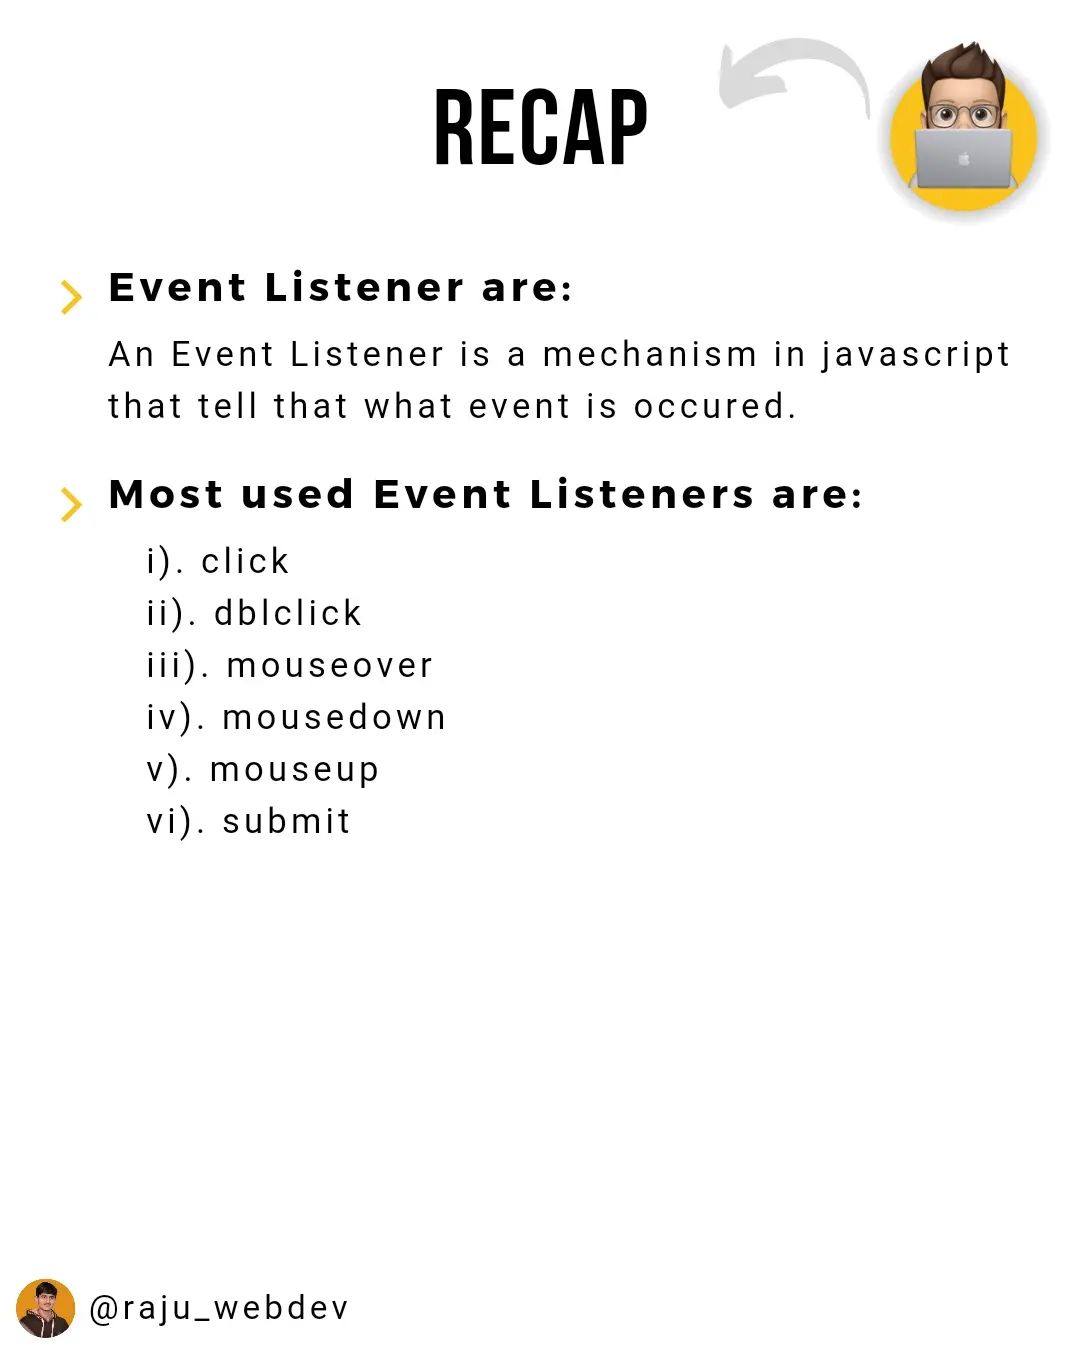 RECAP
Event Listener are:
An Event Listener is a mechanism in javascript
that tell that what event is occured.
Most used Event Listeners are:
i). click
ii). dblclick
iii). mouseover
iv). mousedown
v). mouseup
vi). submit
@raju_webdev